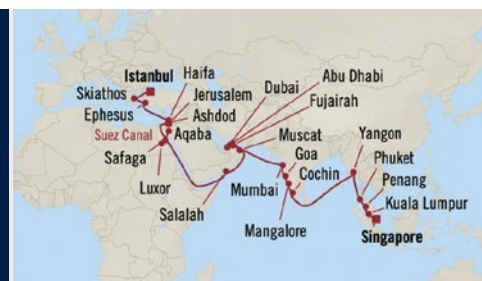 Istanbul
Haifa
Skiathos
Jerusalem
Ephesus
Ashdod
Suez Canal
Aqaba
Safaga
Luxor
Salalah
Dubai
Abu Dhabi
Fujairah
Muscat
Goa
Cochin
Mumbai
Mangalore
Yangon
Phuket
Penang
Kuala Lumpur
Singapore